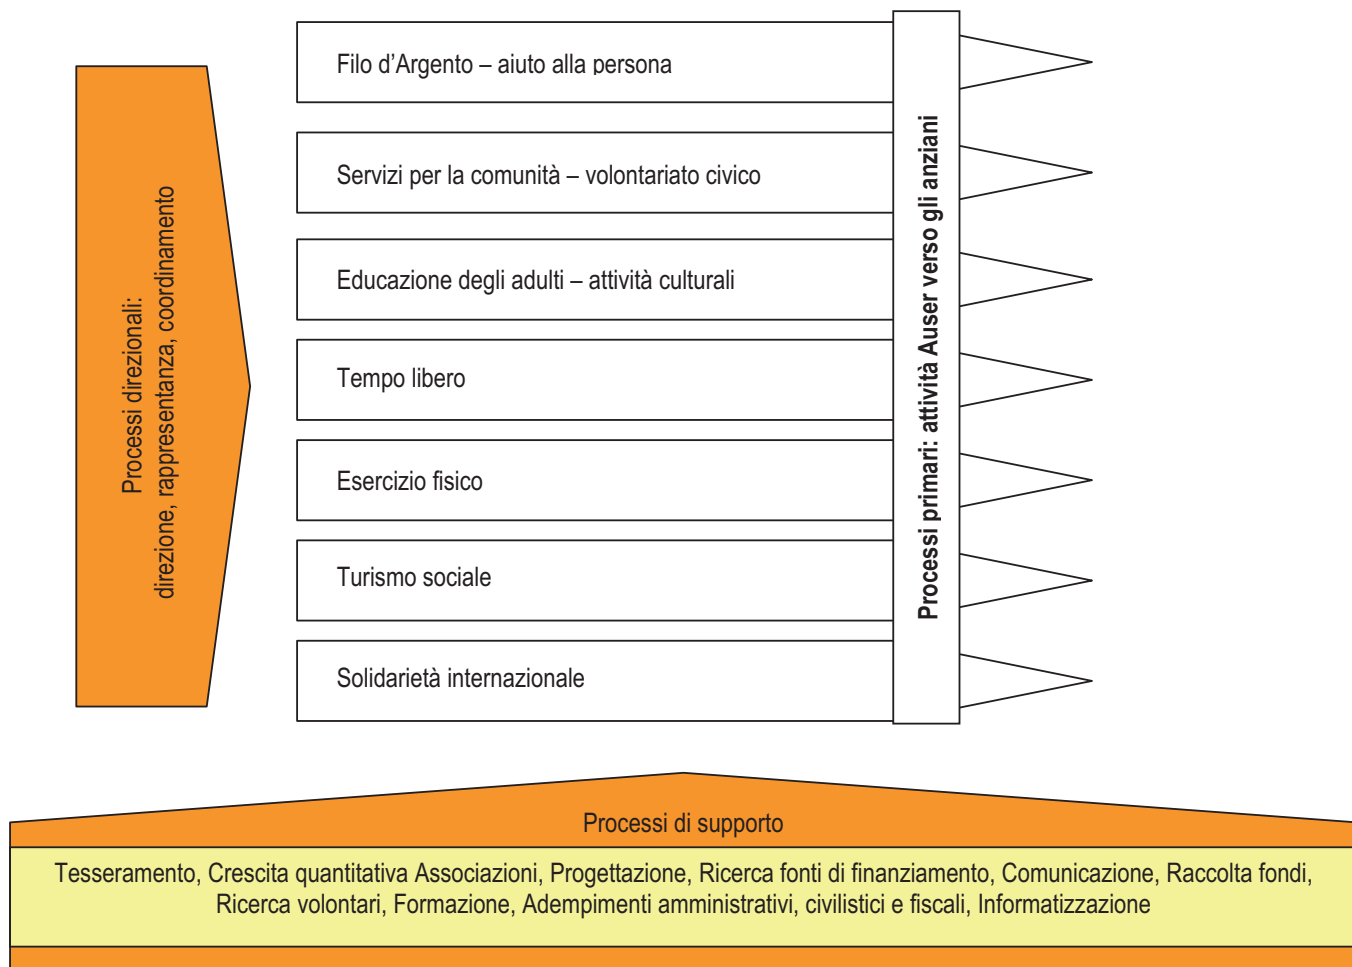 Processi direzionali:
direzione, rappresentanza, coordinamento
Filo d’Argento – aiuto alla persona
Servizi per la comunità – volontariato civico
Educazione degli adulti – attività culturali
Tempo libero
Esercizio fisico
Turismo sociale
Solidarietà internazionale
Processi primari: attività Auser verso gli anziani
Processi di supporto
Tesseramento, Crescita quantitativa Associazioni, Progettazione, Ricerca fonti di finanziamento, Comunicazione, Raccolta fondi,
Ricerca volontari, Formazione, Adempimenti amministrativi, civilistici e fiscali, Informatizzazione